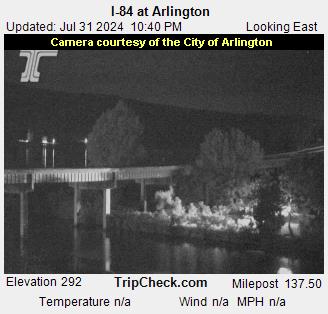 I-84 at Arlington
Updated: Jul 31 2024 10:40 PM Looking East
Camera courtesy of the City of Arlington
Elevation 292 TripCheck.com Milepost 137.50
Temperature n/a Wind n/a MPH n/a